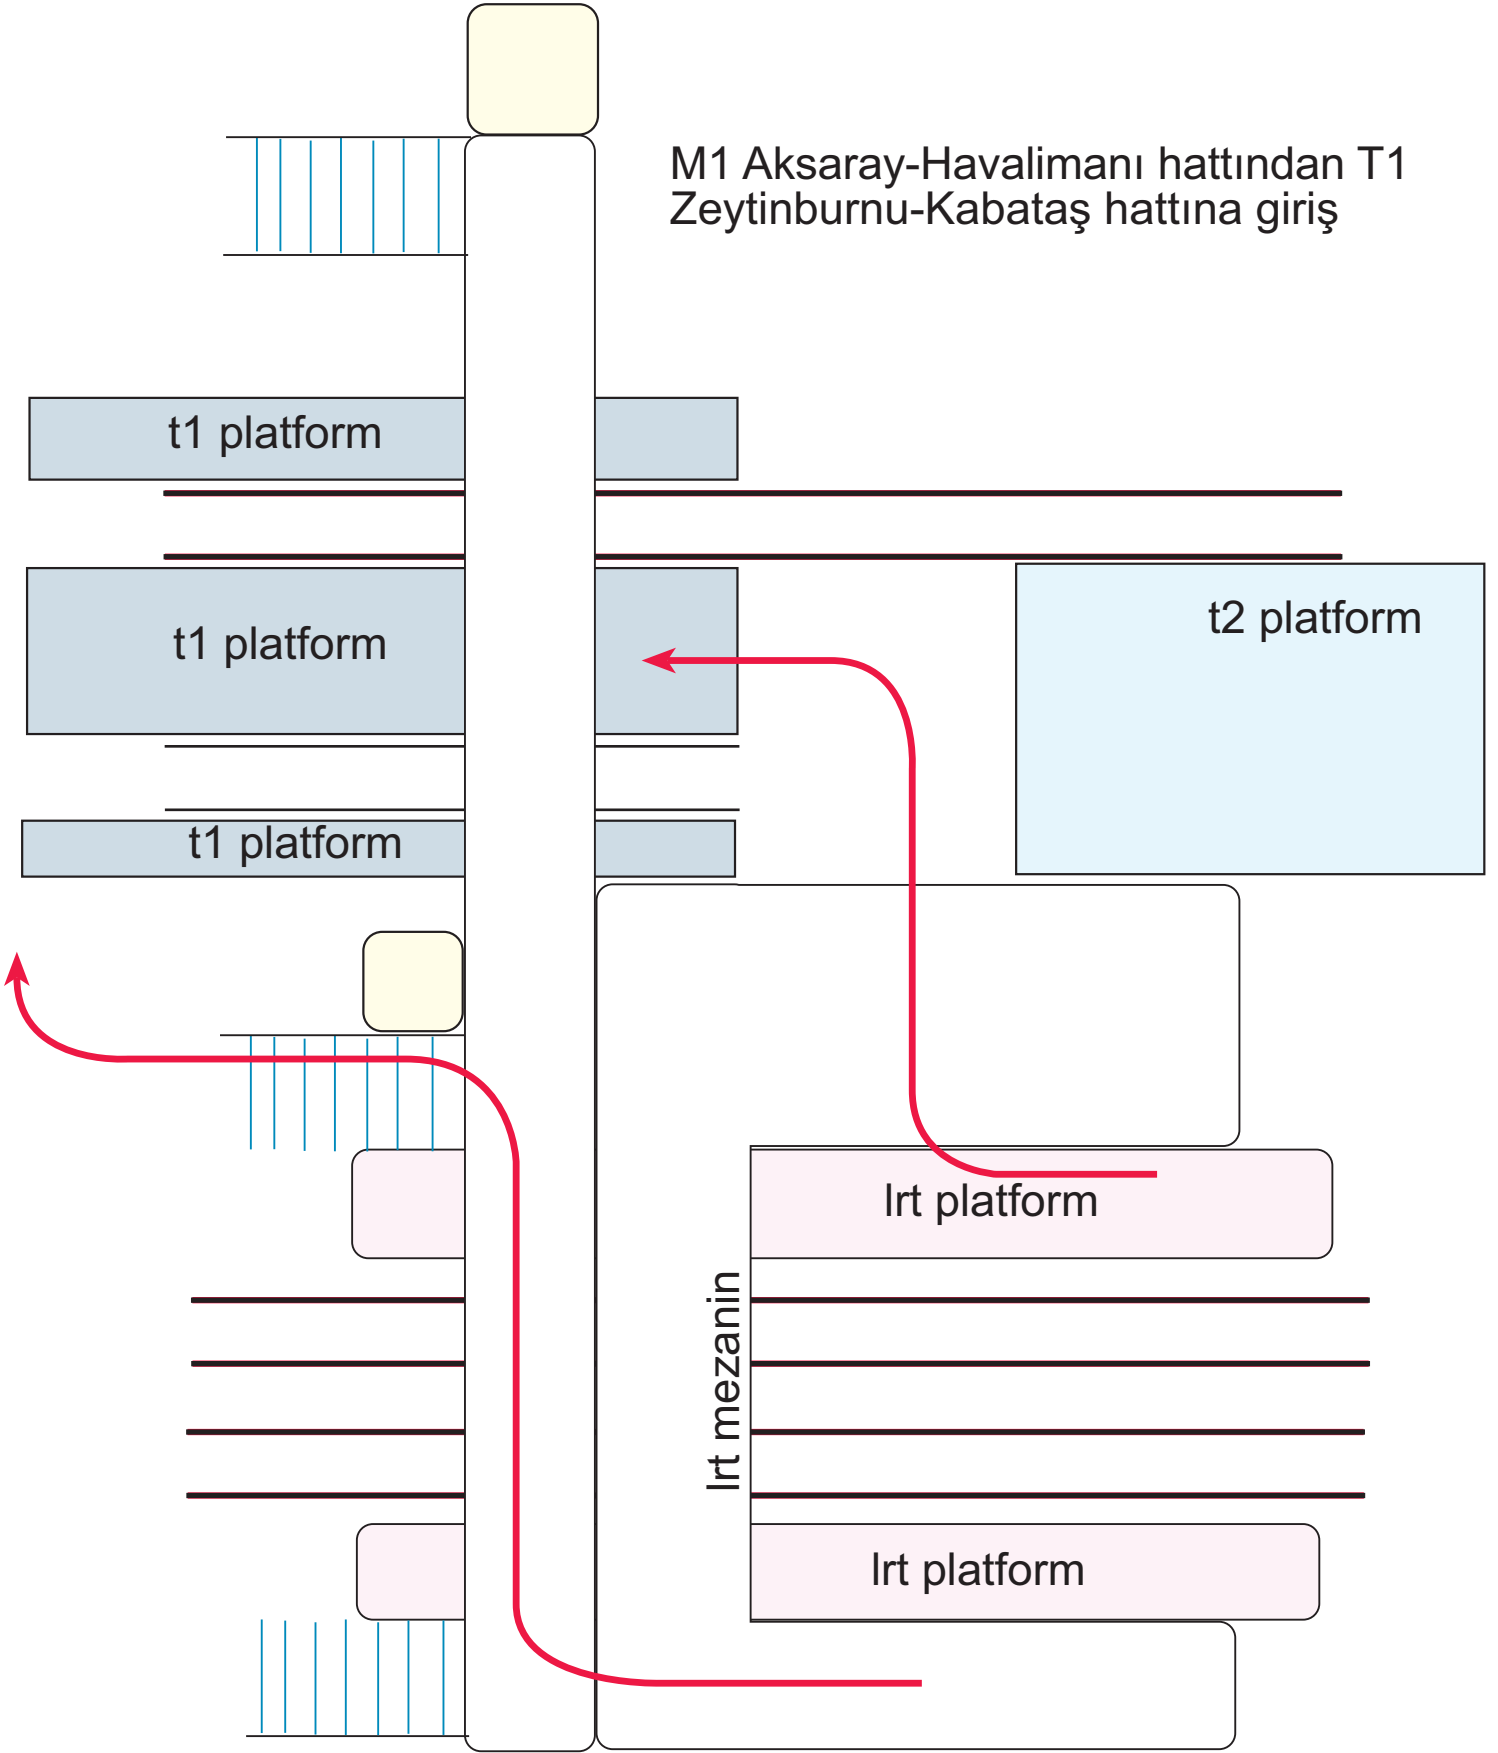 M1 Aksaray-Havalimanı hattından T1
Zeytinburnu-Kabataş hattına giriş
t1 platform
t2 platform
t1 platform
t1 platform
lrt platform
lrt mezanin
lrt platform